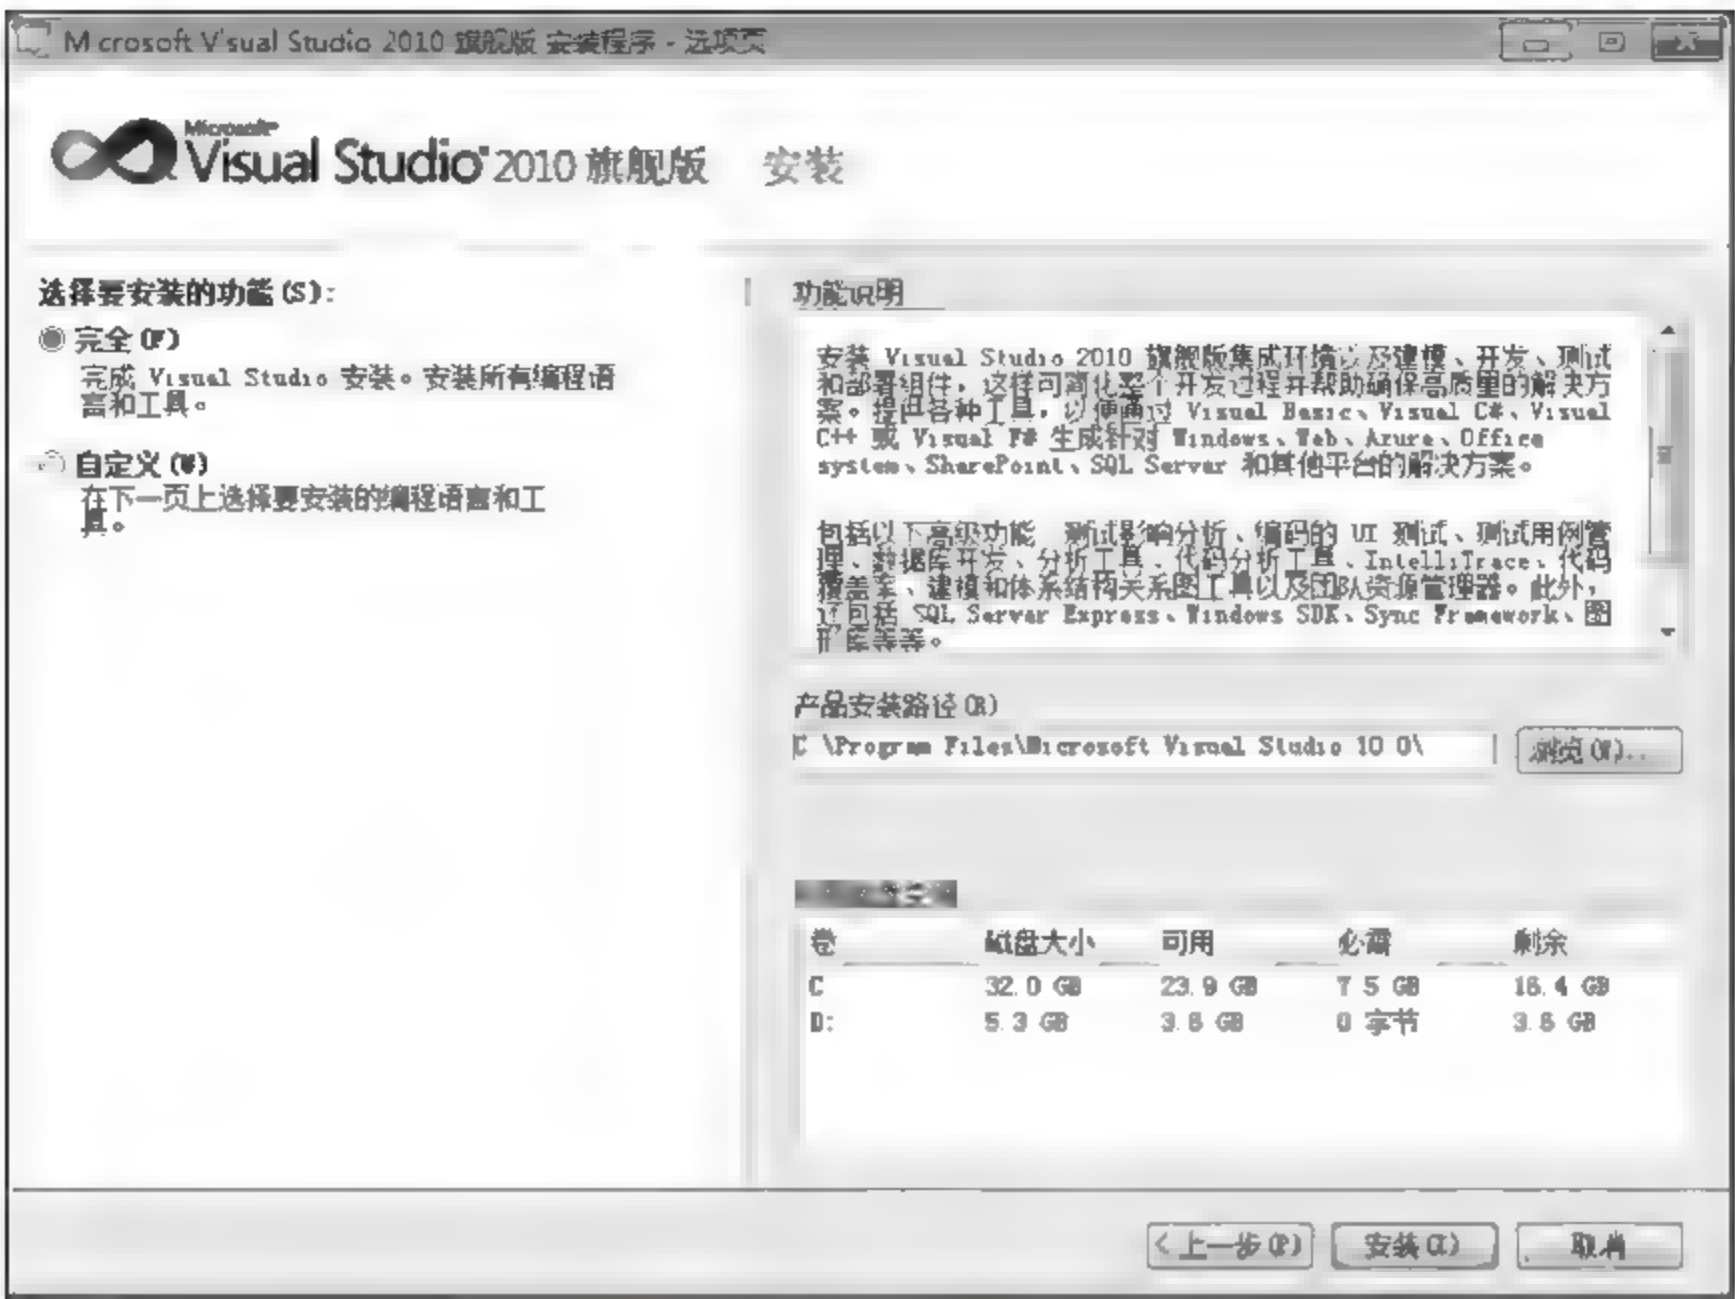 Microsoft Visual Studio 2010 旗舰版 安装程序 - 选项页
Microsoft
Visual Studio 2010 旗舰版 安装
选择要安装的功能(S):
完全(F)
完成 Visual Studio 安装。安装所有编程语
言和工具。
自定义(U)
在下一页上选择要安装的编程语言和工
具。
功能说明
安装 Visual Studio 2010 旗舰版集成环境以及建模、开发、测试
和部署组件,这样可简化整个开发过程并帮助确保高质量的解决方
案。提供各种工具,以便通过 Visual Basic、Visual C#、Visual
C++ 或 Visual F# 生成针对 Windows、Web、Azure、Office
system、SharePoint、SQL Server 和其他平台的解决方案。
包括以下高级功能 测试影响分析、编码的 UI 测试、测试用例管
理、数据库开发、分析工具、代码分析工具、IntelliTrace、代码
覆盖率、建模和体系结构关系图工具以及团队资源管理器。此外,
还包括 SQL Server Express、Windows SDK、Sync Framework、图
形库等等。
产品安装路径(R)
C \Program Files\Microsoft Visual Studio 10 0\
浏览(W)..
卷 磁盘大小 可用 必需 剩余
C 32.0 GB 23.9 GB 7 5 GB 16.4 GB
D: 5.3 GB 3.6 GB 0 字节 3.6 GB
< 上一步(P) 安装(I) 取消